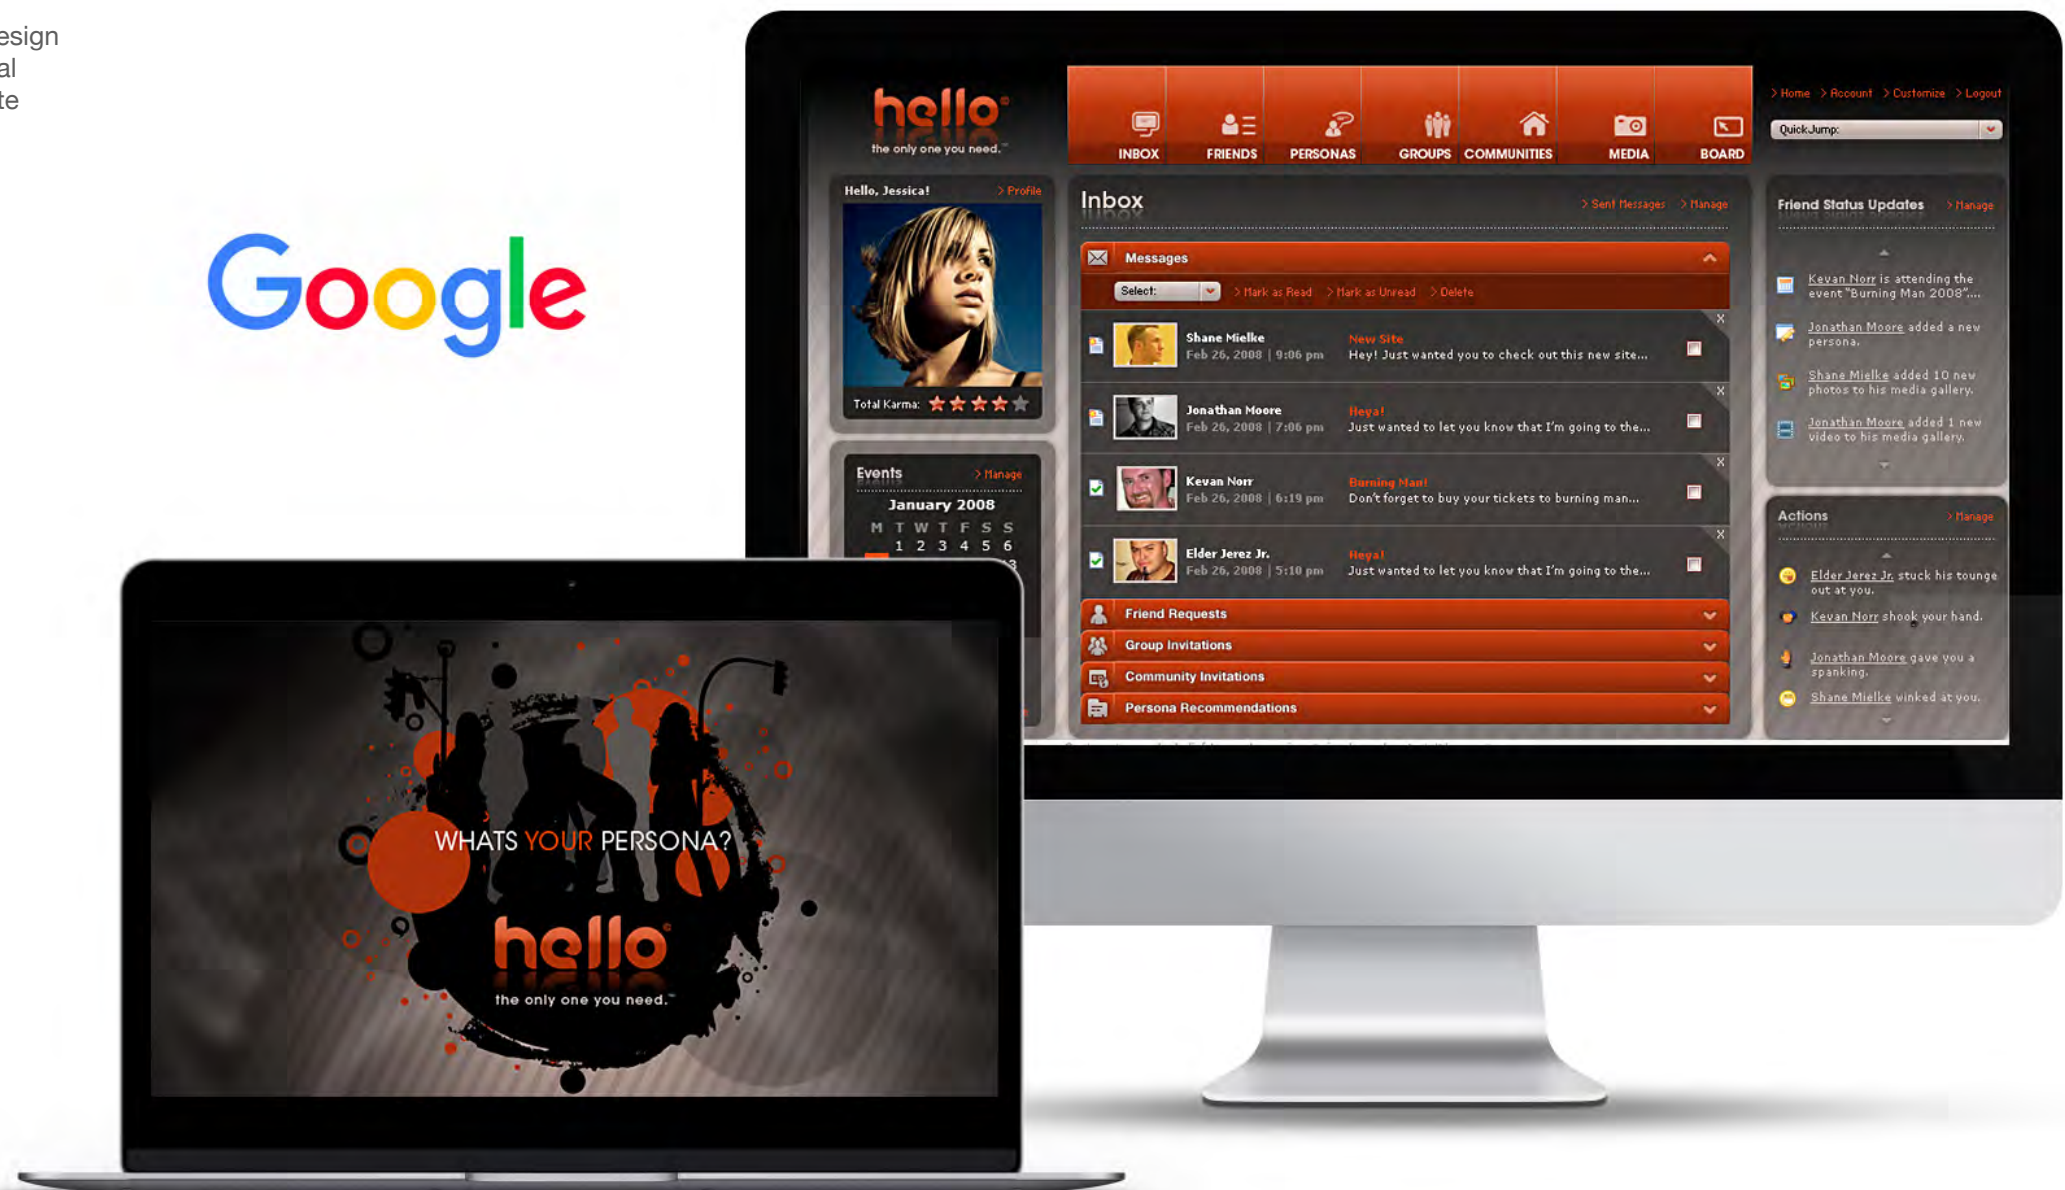 Google
hello
the only one you need.™
INBOX
FRIENDS
PERSONAS
GROUPS
COMMUNITIES
MEDIA
BOARD
> Home > Account > Customize > Logout
QuickJump:
Hello, Jessica! > Profile
Total Karma:
Events > Manage
January 2008
M T W T F S S
1 2 3 4 5 6
Inbox
> Sent Messages > Manage
Messages
Select: > Mark as Read > Mark as Unread > Delete
Shane Mielke
Feb 26, 2008 | 9:06 pm
New Site
Hey! Just wanted you to check out this new site...
X
Jonathan Moore
Feb 26, 2008 | 7:06 pm
Heya!
Just wanted to let you know that I'm going to the...
X
Kevan Norr
Feb 26, 2008 | 6:19 pm
Burning Man!
Don't forget to buy your tickets to burning man...
X
Elder Jerez Jr.
Feb 26, 2008 | 5:10 pm
Heya!
Just wanted to let you know that I'm going to the...
X
Friend Requests
Group Invitations
Community Invitations
Persona Recommendations
Friend Status Updates > Manage
Kevan Norr is attending the
event "Burning Man 2008"....
Jonathan Moore added a new
persona.
Shane Mielke added 10 new
photos to his media gallery.
Jonathan Moore added 1 new
video to his media gallery.
Actions > Manage
Elder Jerez Jr. stuck his tounge
out at you.
Kevan Norr shook your hand.
Jonathan Moore gave you a
spanking.
Shane Mielke winked at you.
WHATS YOUR PERSONA?
hello
the only one you need.™